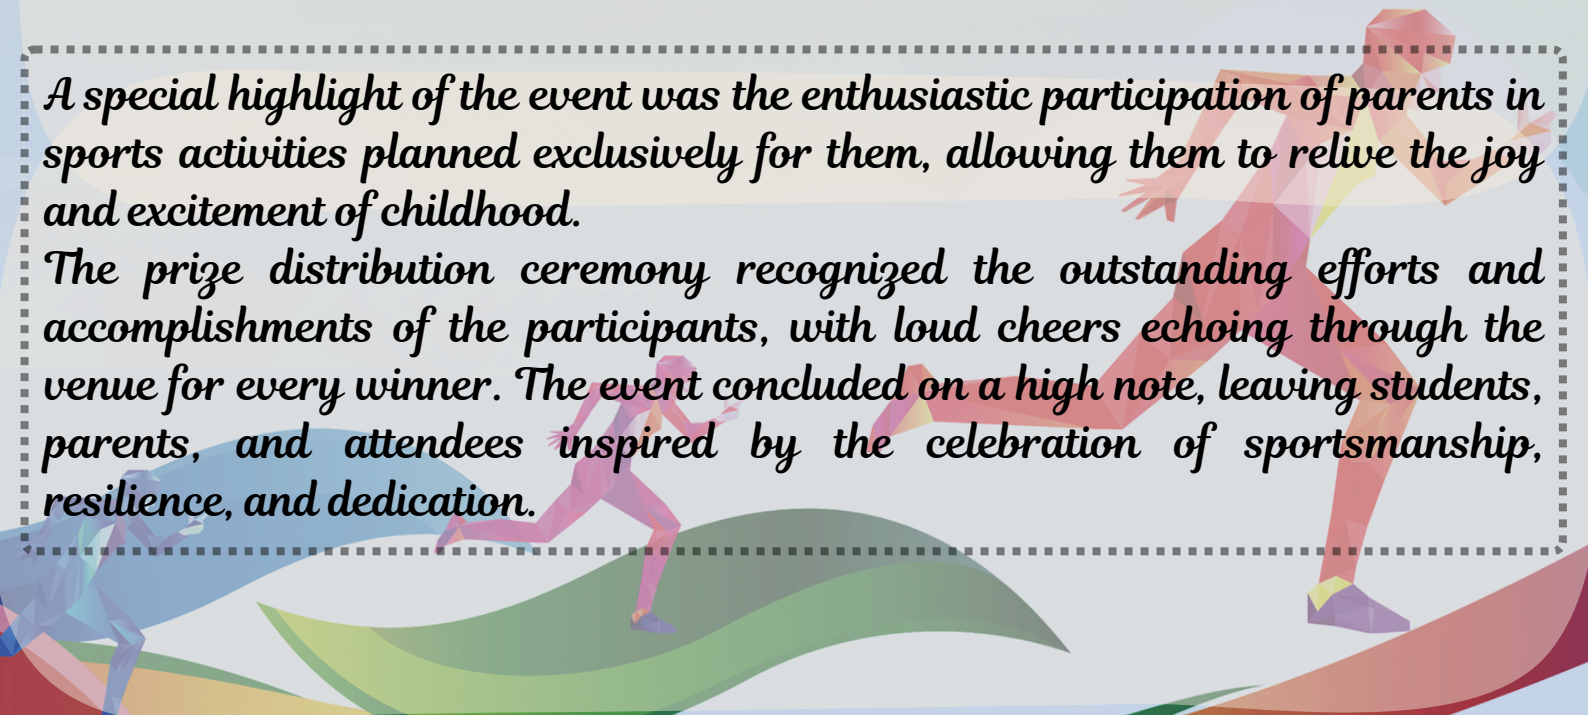 A special highlight of the event was the enthusiastic participation of parents in
sports activities planned exclusively for them, allowing them to relive the joy
and excitement of childhood.
The prize distribution ceremony recognized the outstanding efforts and
accomplishments of the participants, with loud cheers echoing through the
venue for every winner. The event concluded on a high note, leaving students,
parents, and attendees inspired by the celebration of sportsmanship,
resilience, and dedication.